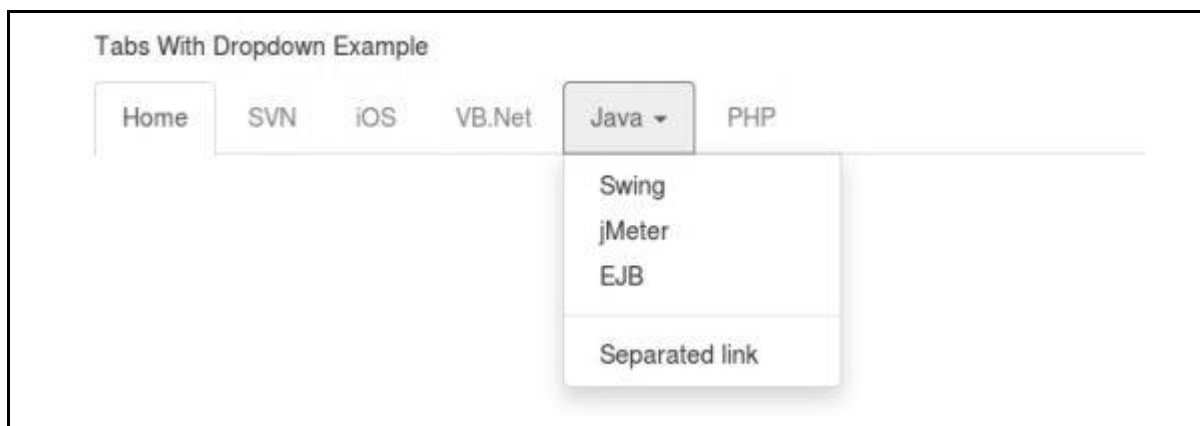 Tabs With Dropdown Example
Home SVN iOS VB.Net Java PHP
Swing
jMeter
EJB
Separated link